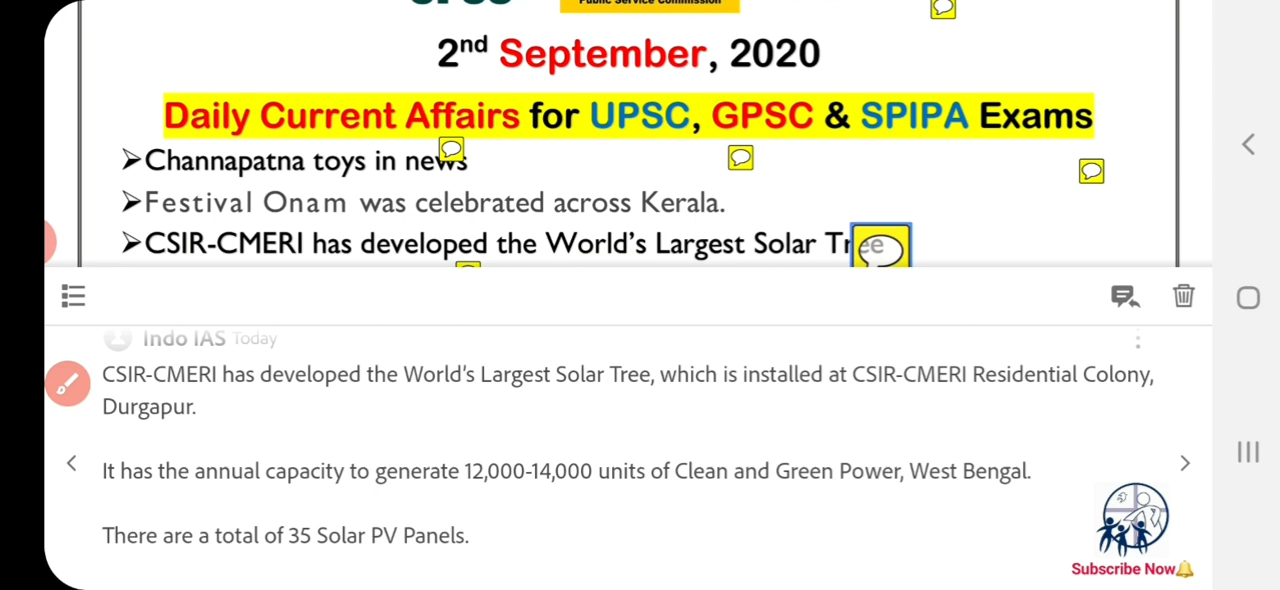 Public Service Commission
2nd September, 2020
Daily Current Affairs for UPSC, GPSC & SPIPA Exams
➢Channapatna toys in news
➢Festival Onam was celebrated across Kerala.
➢CSIR-CMERI has developed the World's Largest Solar Tree
Indo IAS Today
CSIR-CMERI has developed the World's Largest Solar Tree, which is installed at CSIR-CMERI Residential Colony,
Durgapur.
It has the annual capacity to generate 12,000-14,000 units of Clean and Green Power, West Bengal.
There are a total of 35 Solar PV Panels.
Subscribe Now